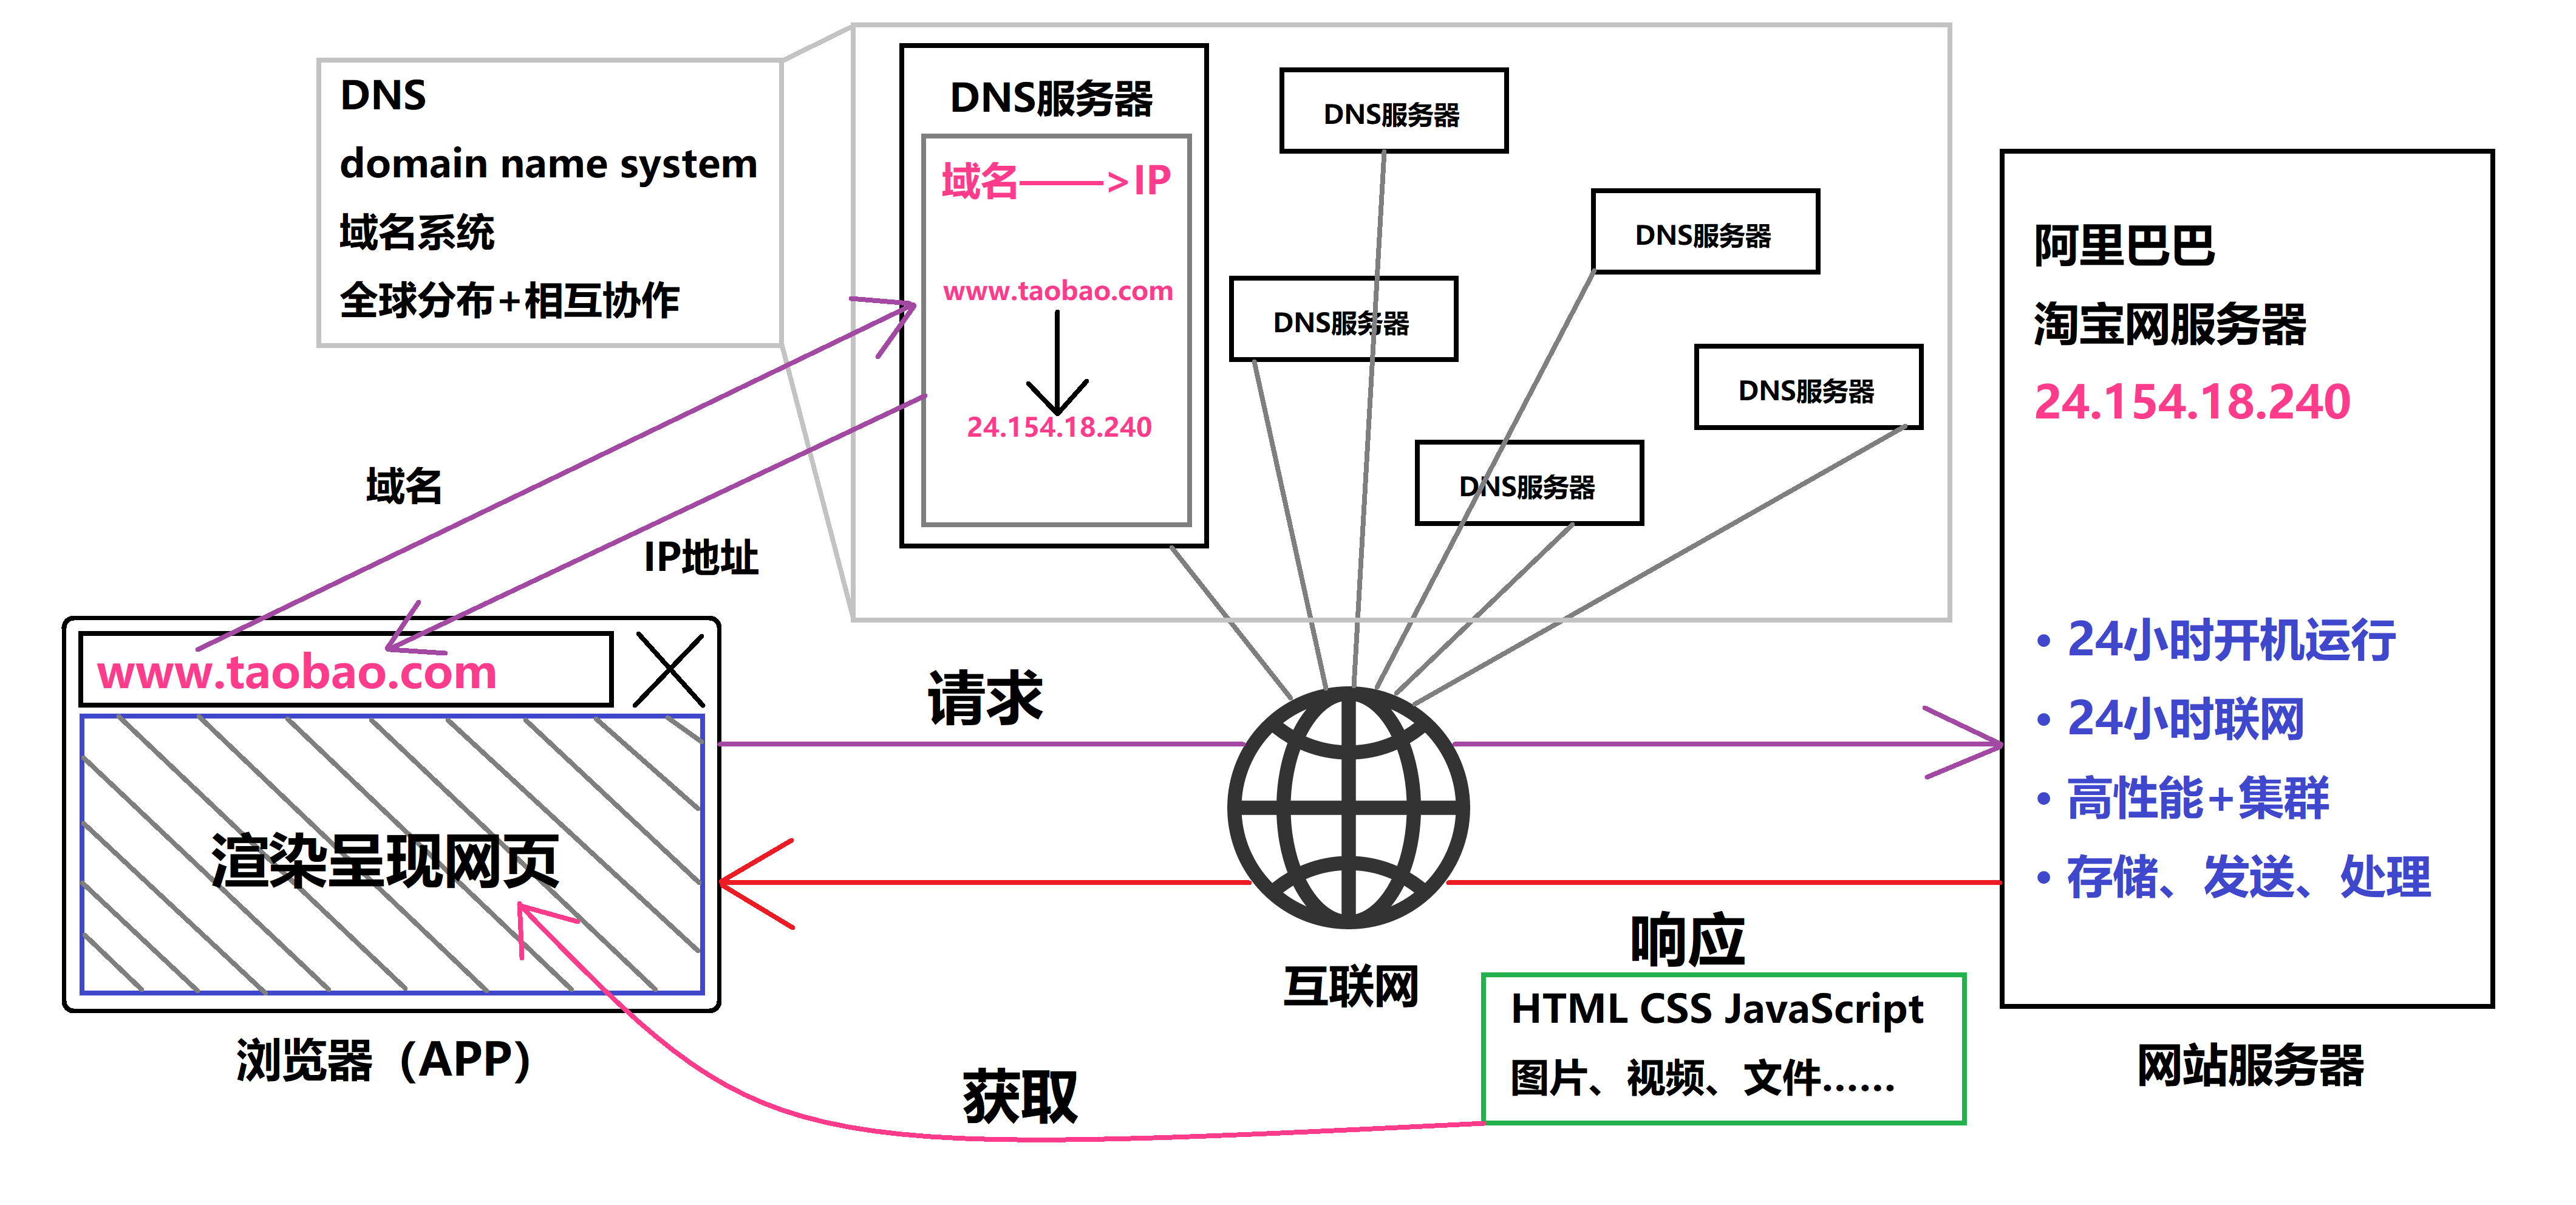 DNS
domain name system
域名系统
全球分布+相互协作
DNS服务器
域名——>IP
www.taobao.com
24.154.18.240
DNS服务器
DNS服务器
DNS服务器
DNS服务器
DNS服务器
阿里巴巴
淘宝网服务器
24.154.18.240
• 24小时开机运行
• 24小时联网
• 高性能+集群
• 存储、发送、处理
网站服务器
域名
IP地址
www.taobao.com
渲染呈现网页
浏览器（APP）
请求
互联网
响应
HTML CSS JavaScript
图片、视频、文件……
获取